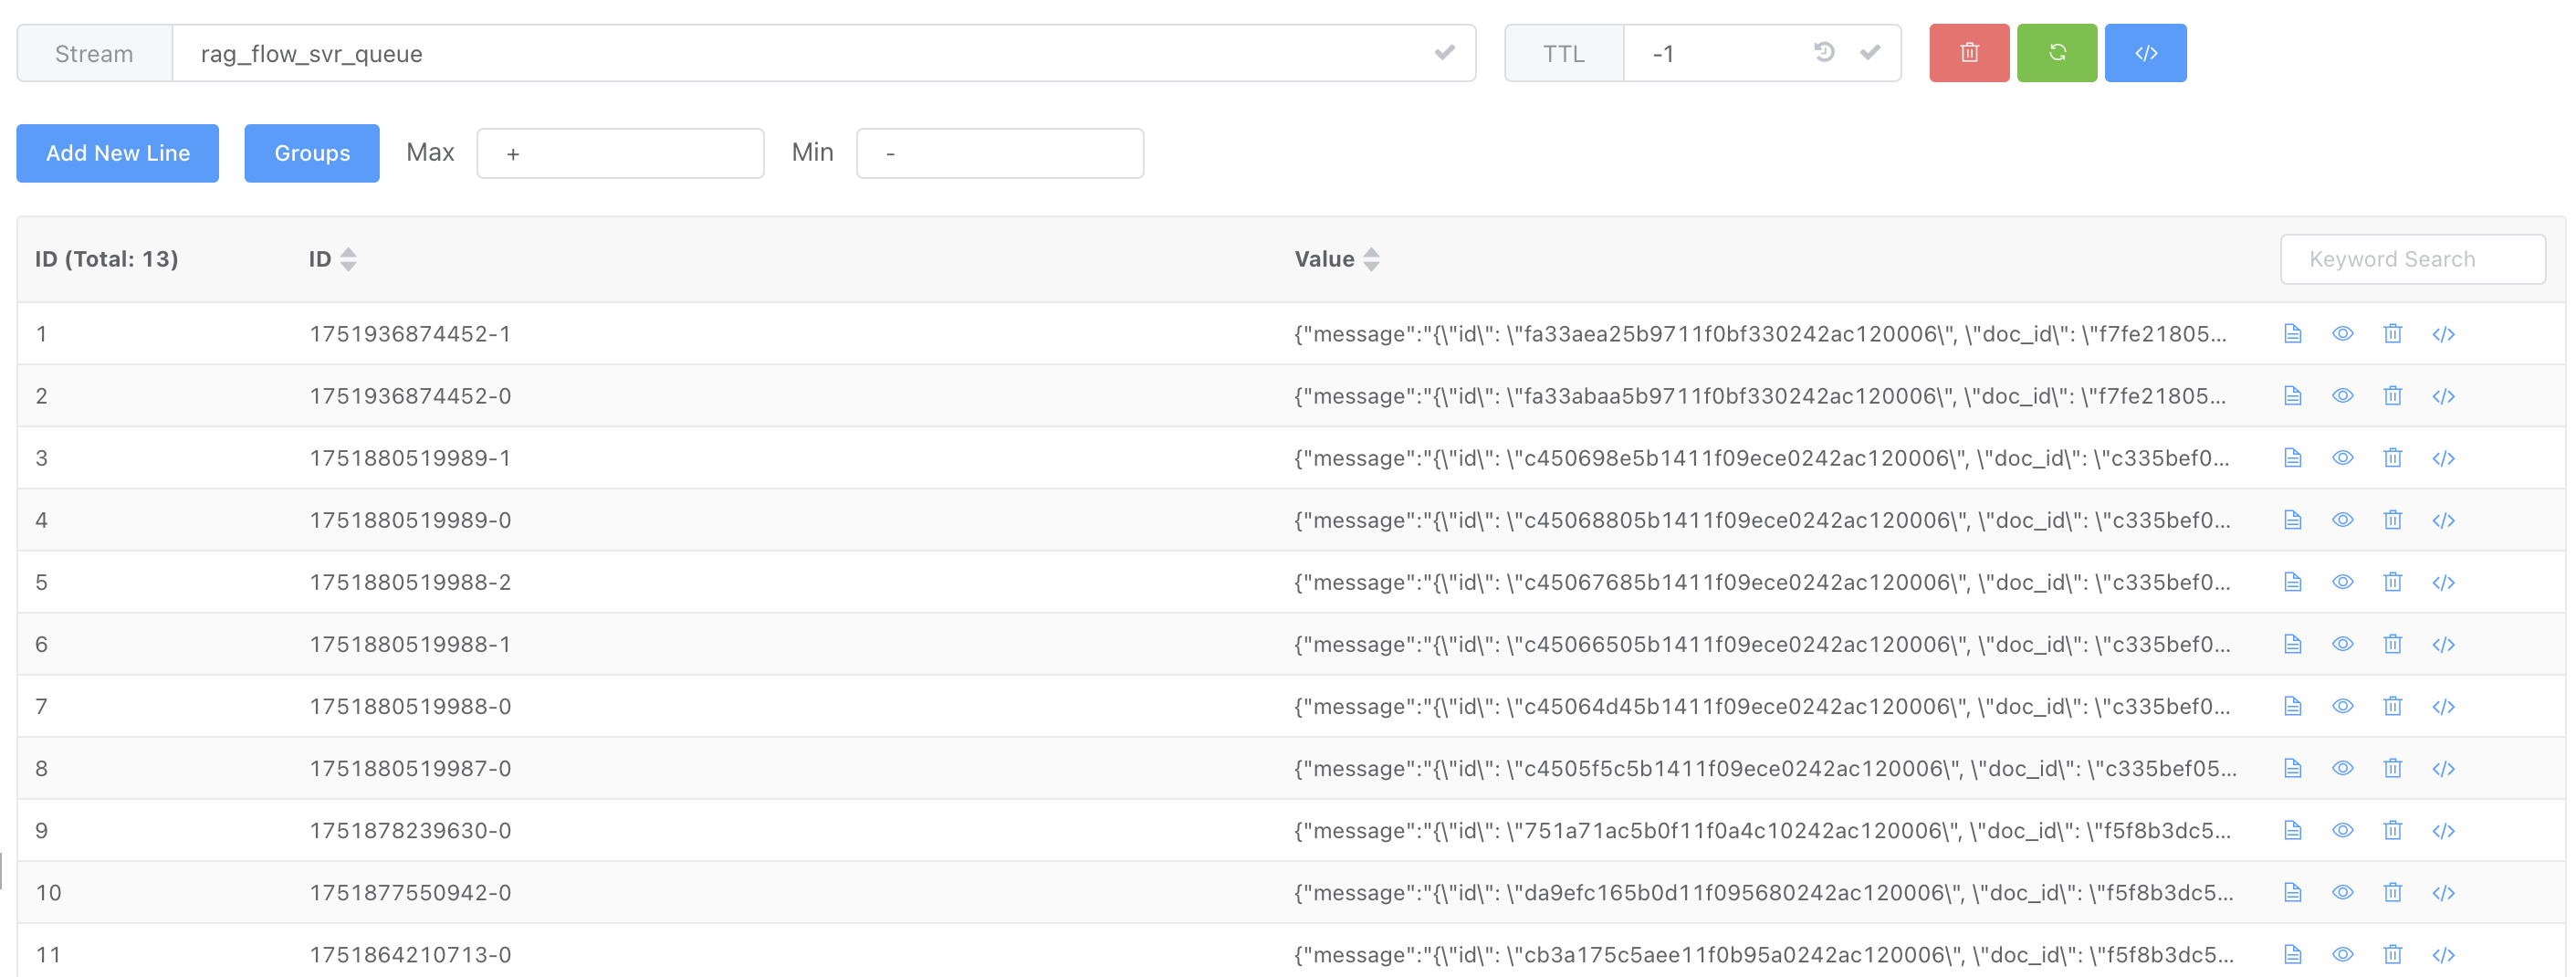 Stream rag_flow_svr_queue TTL -1
Add New Line Groups Max + Min -
ID (Total: 13) ID Value Keyword Search
1 1751936874452-1 {"message":"{\"id\": \"fa33aea25b9711f0bf330242ac120006\", \"doc_id\": \"f7fe21805...
2 1751936874452-0 {"message":"{\"id\": \"fa33abaa5b9711f0bf330242ac120006\", \"doc_id\": \"f7fe21805...
3 1751880519989-1 {"message":"{\"id\": \"c450698e5b1411f09ece0242ac120006\", \"doc_id\": \"c335bef0...
4 1751880519989-0 {"message":"{\"id\": \"c45068805b1411f09ece0242ac120006\", \"doc_id\": \"c335bef0...
5 1751880519988-2 {"message":"{\"id\": \"c45067685b1411f09ece0242ac120006\", \"doc_id\": \"c335bef0...
6 1751880519988-1 {"message":"{\"id\": \"c45066505b1411f09ece0242ac120006\", \"doc_id\": \"c335bef0...
7 1751880519988-0 {"message":"{\"id\": \"c45064d45b1411f09ece0242ac120006\", \"doc_id\": \"c335bef0...
8 1751880519987-0 {"message":"{\"id\": \"c4505f5c5b1411f09ece0242ac120006\", \"doc_id\": \"c335bef05...
9 1751878239630-0 {"message":"{\"id\": \"751a71ac5b0f11f0a4c10242ac120006\", \"doc_id\": \"f5f8b3dc5...
10 1751877550942-0 {"message":"{\"id\": \"da9efc165b0d11f095680242ac120006\", \"doc_id\": \"f5f8b3dc5...
11 1751864210713-0 {"message":"{\"id\": \"cb3a175c5aee11f0b95a0242ac120006\", \"doc_id\": \"f5f8b3dc5...